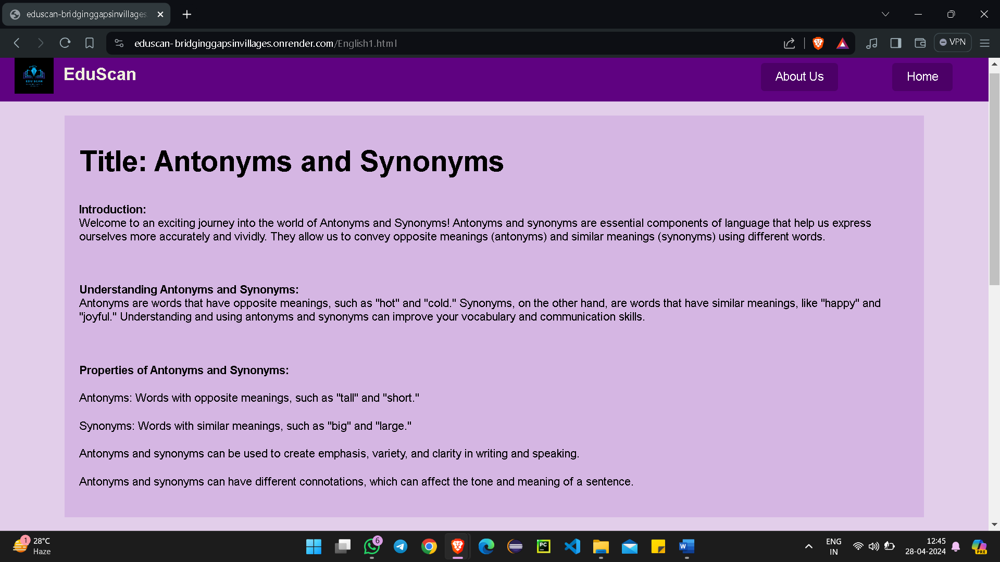 eduscan-bridginggapsinvillages
eduscan-bridginggapsinvillages.onrender.com/English1.html
VPN
EDU SCAN
EduScan
About Us
Home
Title: Antonyms and Synonyms
Introduction:
Welcome to an exciting journey into the world of Antonyms and Synonyms! Antonyms and synonyms are essential components of language that help us express
ourselves more accurately and vividly. They allow us to convey opposite meanings (antonyms) and similar meanings (synonyms) using different words.
Understanding Antonyms and Synonyms:
Antonyms are words that have opposite meanings, such as "hot" and "cold." Synonyms, on the other hand, are words that have similar meanings, like "happy" and
"joyful." Understanding and using antonyms and synonyms can improve your vocabulary and communication skills.
Properties of Antonyms and Synonyms:
Antonyms: Words with opposite meanings, such as "tall" and "short."
Synonyms: Words with similar meanings, such as "big" and "large."
Antonyms and synonyms can be used to create emphasis, variety, and clarity in writing and speaking.
Antonyms and synonyms can have different connotations, which can affect the tone and meaning of a sentence.
1
28°C
Haze
6
PC
W
PRE
ENG
IN
12:45
28-04-2024